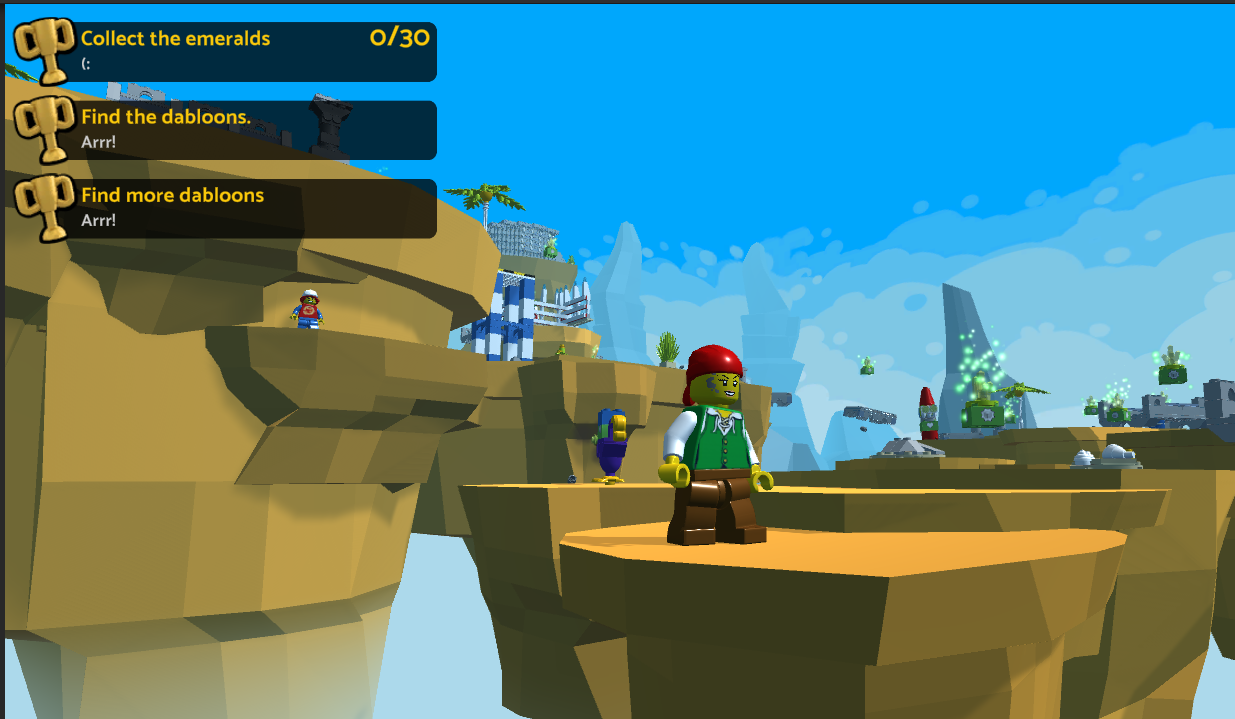 Collect the emeralds 0/30
(:
Find the dabloons.
Arrr!
Find more dabloons
Arrr!